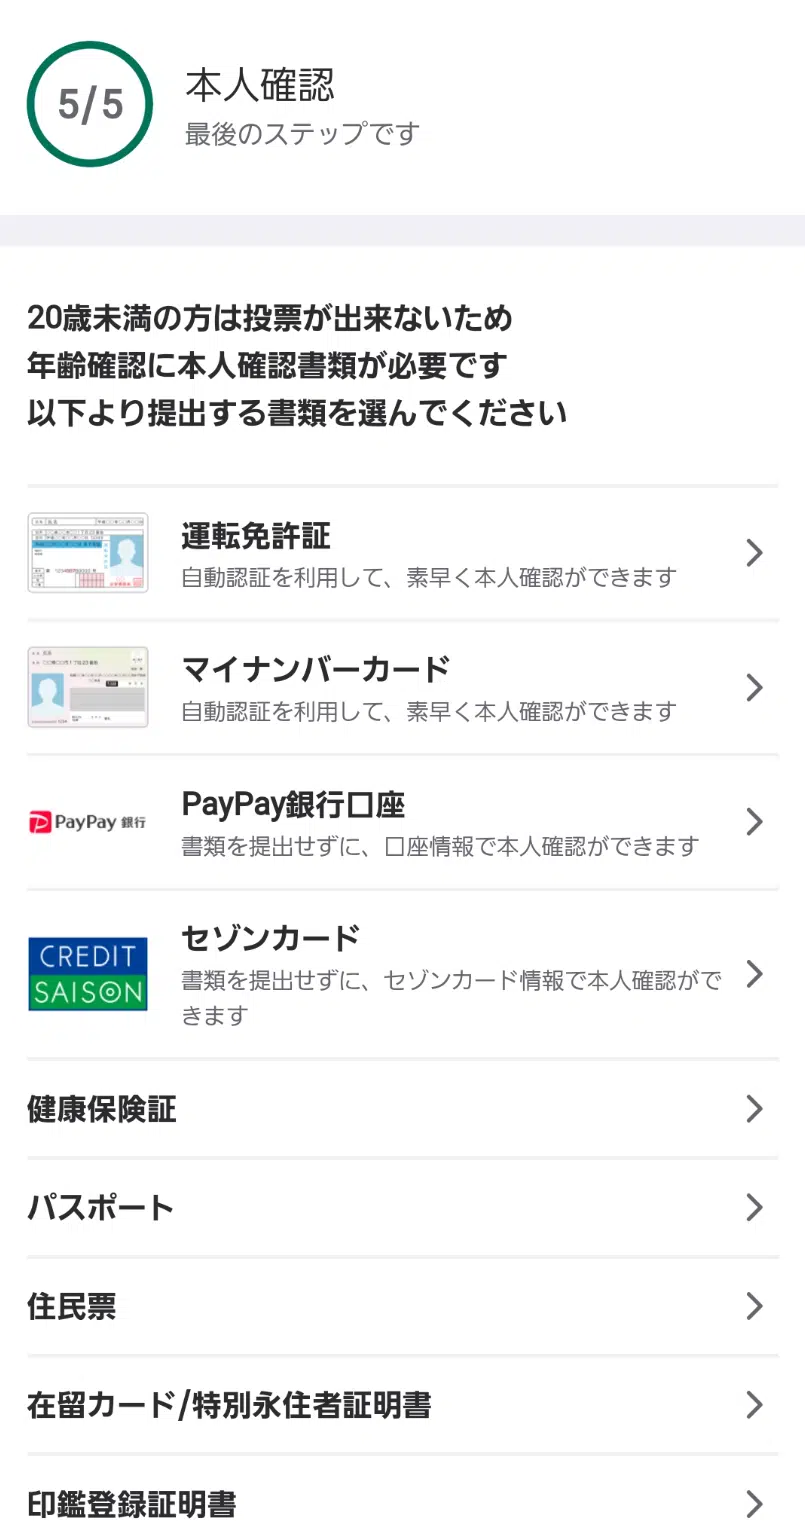 5/5
本人確認
最後のステップです
20歳未満の方は投票が出来ないため
年齢確認に本人確認書類が必要です
以下より提出する書類を選んでください
運転免許証
自動認証を利用して、素早く本人確認ができます
マイナンバーカード
自動認証を利用して、素早く本人確認ができます
PayPay 銀行
PayPay銀行口座
書類を提出せずに、口座情報で本人確認ができます
CREDIT
SAISON
セゾンカード
書類を提出せずに、セゾンカード情報で本人確認がで
きます
健康保険証
パスポート
住民票
在留カード/特別永住者証明書
印鑑登録証明書